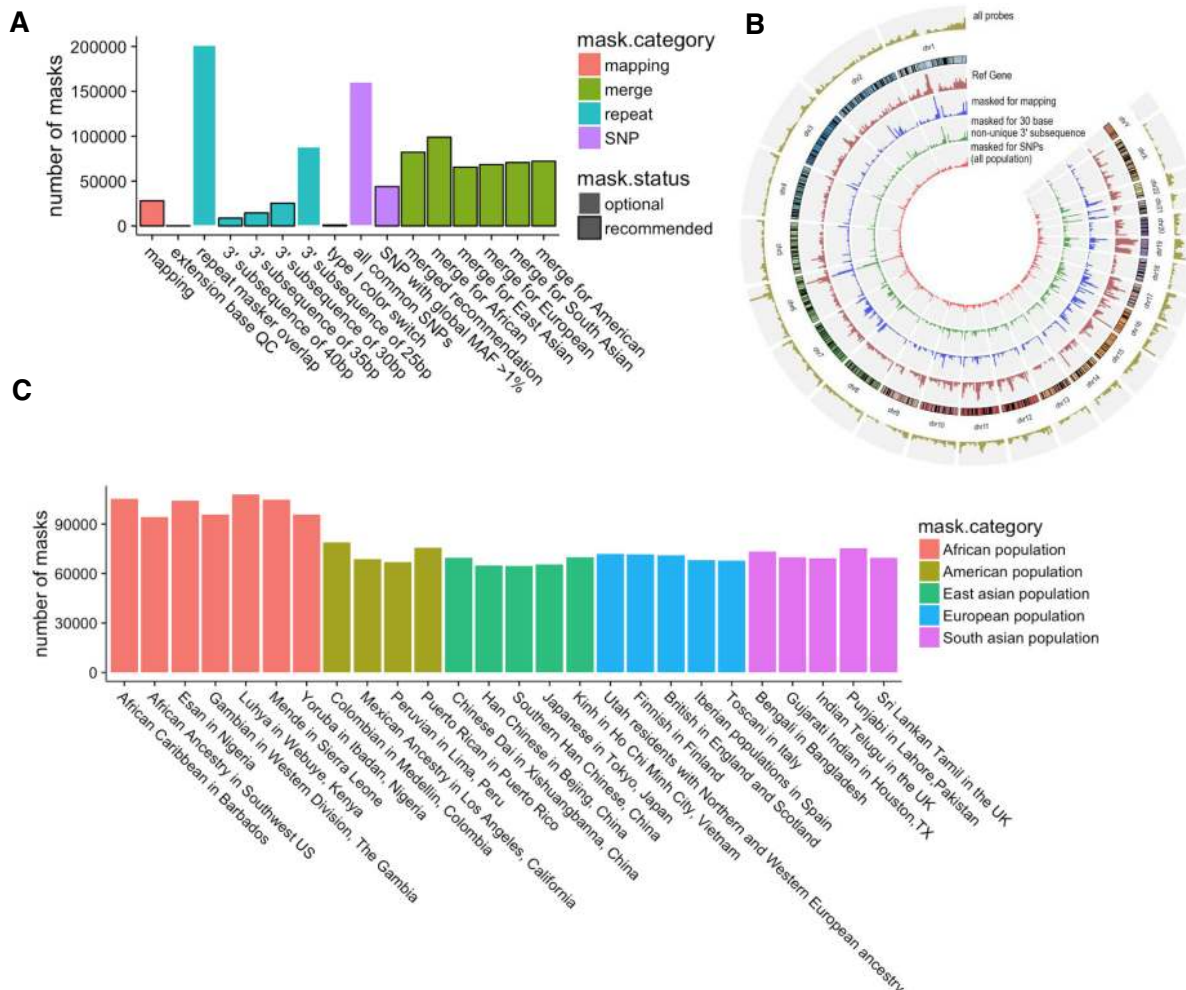 A
number of masks
200000
150000
100000
50000
0
mapping
extension base QC
repeat masker overlap
3' subsequence of 40bp
3' subsequence of 35bp
3' subsequence of 30bp
3' subsequence of 25bp
type I color switch
all common SNPs
SNP with global MAF >1%
merged recommendation
merge for African
merge for East Asian
merge for European
merge for South Asian
merge for American
mask.category
mapping
merge
repeat
SNP
mask.status
optional
recommended
B
all probes
Ref Gene
masked for mapping
masked for 30 base
non-unique 3' subsequence
masked for SNPs
(all population)
chr1
chr2
chr3
chr4
chr5
chr6
chr7
chr8
chr9
chr10
chr11
chr12
chr13
chr14
chr15
chr16
chr17
chr18
chr19
chr20
chr21
chr22
chrX
chrY
C
number of masks
90000
60000
30000
0
African Caribbean in Barbados
African Ancestry in Southwest US
Esan in Nigeria
Gambian in Western Division, The Gambia
Luhya in Webuye, Kenya
Mende in Sierra Leone
Yoruba in Ibadan, Nigeria
Colombian in Medellin, Colombia
Mexican Ancestry in Los Angeles, California
Peruvian in Lima, Peru
Puerto Rican in Puerto Rico
Chinese Dai in Xishuangbanna, China
Han Chinese in Bejing, China
Southern Han Chinese, China
Japanese in Tokyo, Japan
Kinh in Ho Chi Minh City, Vietnam
Utah residents with Northern and Western European ancestry
Finnish in Finland
British in England and Scotland
Iberian populations in Spain
Toscani in Italy
Bengali in Bangladesh
Gujarati Indian in Houston,TX
Indian Telugu in the UK
Punjabi in Lahore,Pakistan
Sri Lankan Tamil in the UK
mask.category
African population
American population
East asian population
European population
South asian population